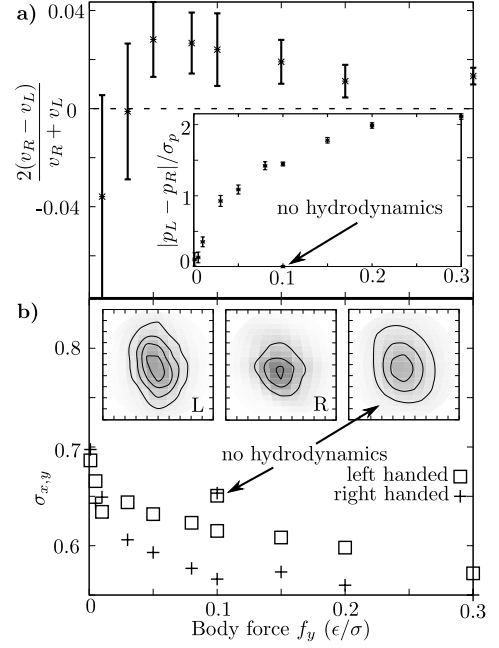 a)
0.04
0
-0.04
2(v_R − v_L)
v_R + v_L
2
1
0
|p_L − p_R|/σ_p
no hydrodynamics
0 0.1 0.2 0.3
b)
0.8
0.7
0.6
σ_{x,y}
L
R
no hydrodynamics
left handed
right handed
0 0.1 0.2 0.3
Body force f_y (ϵ/σ)